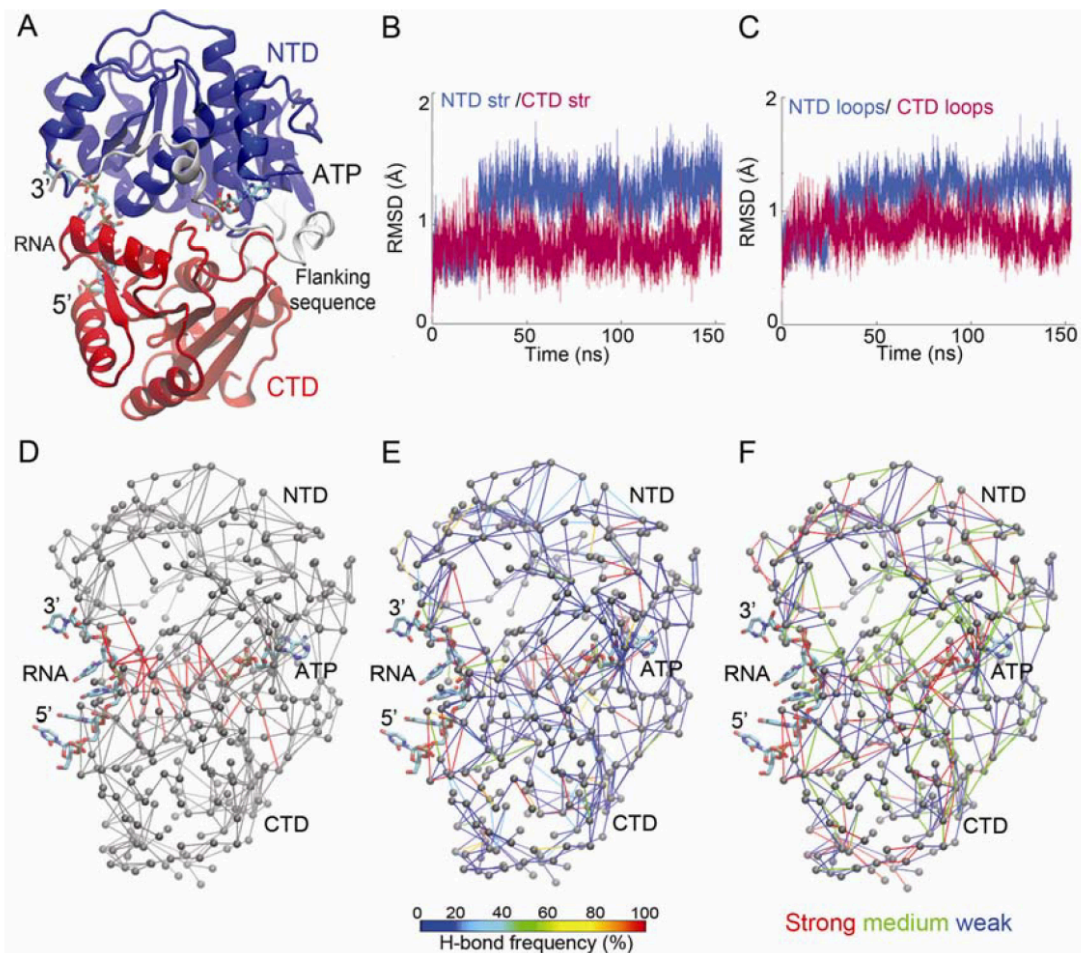 A
NTD
3’
ATP
RNA
5’
Flanking
sequence
CTD
B
NTD str /CTD str
2
1
0
RMSD (Å)
0
50
100
150
Time (ns)
C
NTD loops/ CTD loops
2
1
0
RMSD (Å)
50
100
150
Time (ns)
D
NTD
3’
RNA
ATP
5’
CTD
E
NTD
3’
RNA
ATP
5’
CTD
0 20 40 60 80 100
H-bond frequency (%)
F
NTD
3’
RNA
ATP
5’
CTD
Strong medium weak